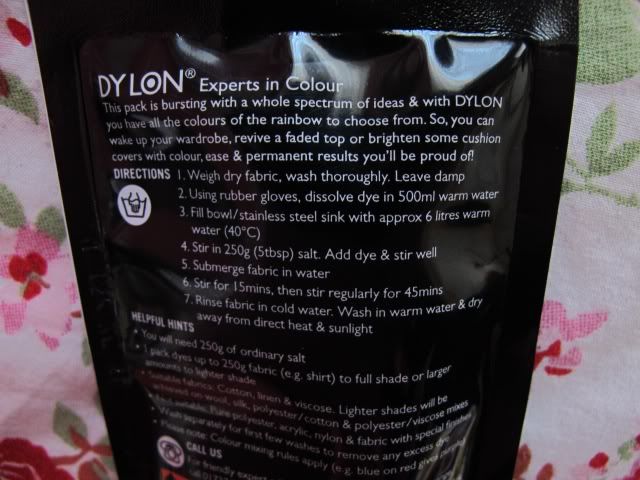 DYLON® Experts in Colour
This pack is bursting with a whole spectrum of ideas & with DYLON
you have all the colours of the rainbow to choose from. So, you can
wake up your wardrobe, revive a faded top or brighten some cushion
covers with colour, ease & permanent results you'll be proud of!
DIRECTIONS 1. Weigh dry fabric, wash thoroughly. Leave damp
2. Using rubber gloves, dissolve dye in 500ml warm water
3. Fill bowl/stainless steel sink with approx 6 litres warm
water (40°C)
4. Stir in 250g (5tbsp) salt. Add dye & stir well
5. Submerge fabric in water
6. Stir for 15mins, then stir regularly for 45mins
7. Rinse fabric in cold water. Wash in warm water & dry
away from direct heat & sunlight
HELPFUL HINTS
• You will need 250g of ordinary salt
1 pack dyes up to 250g fabric (e.g. shirt) to full shade or larger
amounts to lighter shade
fabrics: Cotton, linen & viscose. Lighter shades will be
achieved on wool, silk, polyester/cotton & polyester/viscose mixes
Pure polyester, acrylic, nylon & fabric with special finishes
• Wash separately for first few washes to remove any excess dye
• Please note: Colour mixing rules apply (e.g. blue on red gives purple)
CALL US
For friendly expert